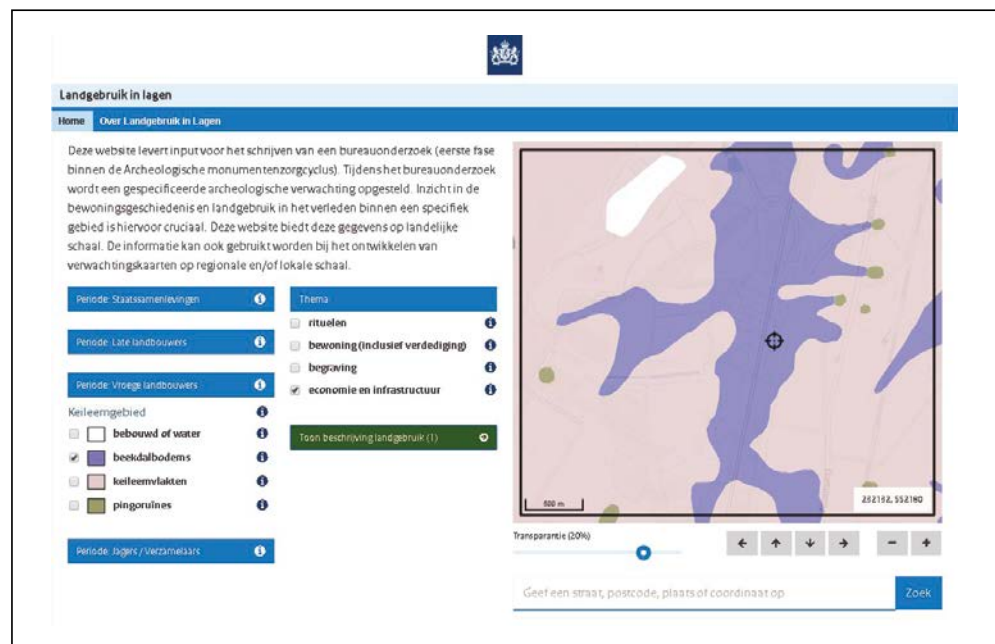 Landgebruik in lagen
Home Over Landgebruik in Lagen
Deze website levert input voor het schrijven van een bureauonderzoek (eerste fase
binnen de Archeologische monumentenzorgcyclus). Tijdens het bureauonderzoek
wordt een gespecificeerde archeologische verwachting opgesteld. Inzicht in de
bewoningsgeschiedenis en landgebruik in het verleden binnen een specifiek
gebied is hiervoor cruciaal. Deze website biedt deze gegevens op landelijke
schaal. De informatie kan ook gebruikt worden bij het ontwikkelen van
verwachtingskaarten op regionale en/of lokale schaal.
Periode: Staatssamenlevingen
Periode: Late landbouwers
Periode: Vroege landbouwers
Keileemgebied
bebouwd of water
beekdalbodems
keileemvlakten
pingoruïnes
Periode: Jagers / Verzamelaars
Thema
rituelen
bewoning (inclusief verdediging)
begraving
economie en infrastructuur
Toon beschrijving landgebruik (1)
Transparantie (20%)
Geef een straat, postcode, plaats of coordinaat op
Zoek